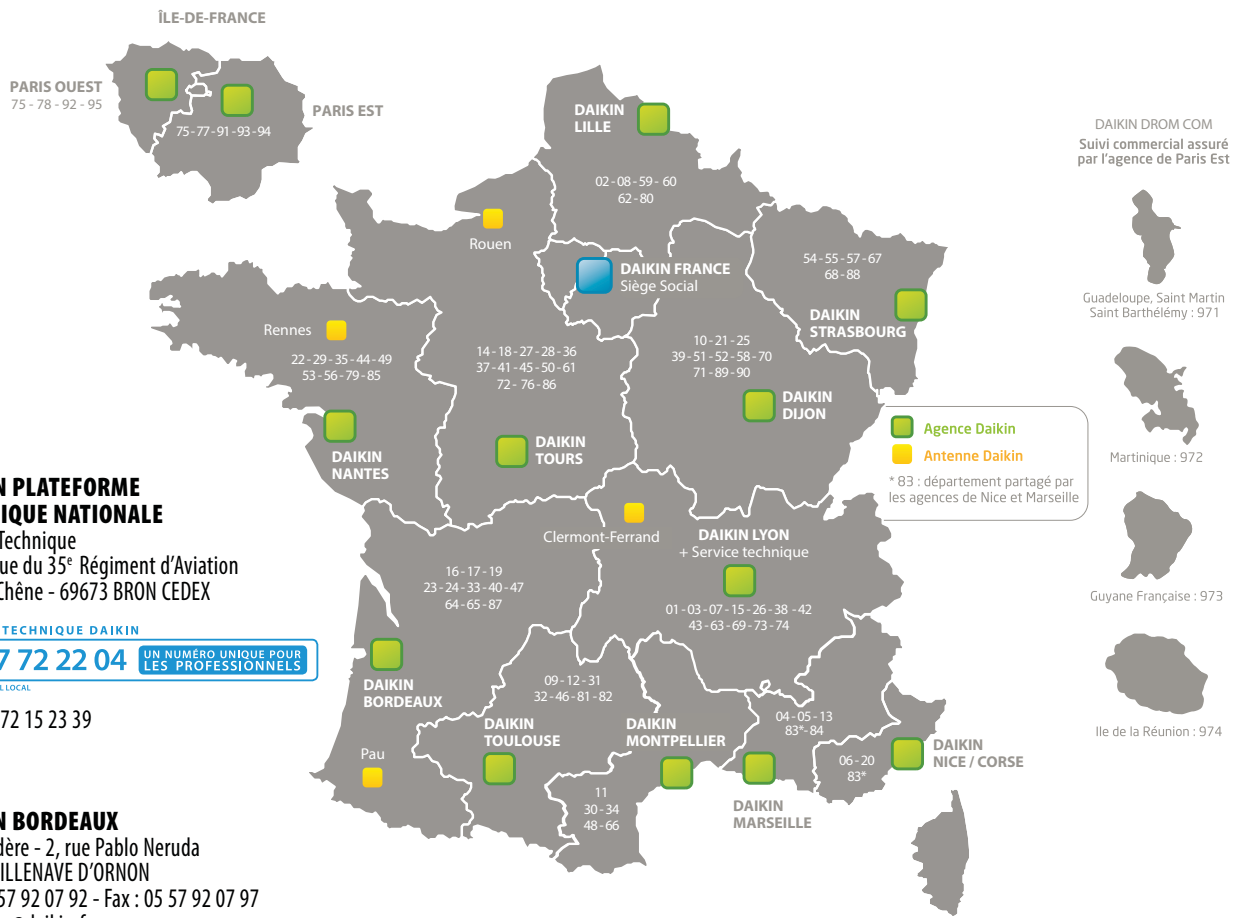 ÎLE-DE-FRANCE
PARIS OUEST
75 - 78 - 92 - 95
PARIS EST
75-77-91-93-94
DAIKIN
LILLE
02-08-59- 60
62-80
Rouen
DAIKIN FRANCE
Siège Social
54-55-57-67
68-88
DAIKIN
STRASBOURG
Rennes
22-29-35-44-49
53-56-79-85
DAIKIN
NANTES
14-18-27-28-36
37-41-45-50-61
72-76-86
DAIKIN
TOURS
10-21-25
39-51-52-58-70
71-89-90
DAIKIN
DIJON
Agence Daikin
Antenne Daikin
* 83 : département partagé par
les agences de Nice et Marseille
DAIKIN DROM COM
Suivi commercial assuré
par l'agence de Paris Est
Guadeloupe, Saint Martin
Saint Barthélémy : 971
Martinique : 972
Guyane Française : 973
Ile de la Réunion : 974
Clermont-Ferrand
DAIKIN LYON
+ Service technique
01-03-07-15-26-38 -42
43-63-69-73-74
16-17-19
23-24-33-40-47
64-65-87
DAIKIN
BORDEAUX
Pau
09-12-31
32-46-81-82
DAIKIN
TOULOUSE
DAIKIN
MONTPELLIER
11
30-34
48-66
04-05-13
83*-84
DAIKIN
MARSEILLE
06-20
83*
DAIKIN
NICE / CORSE
N PLATEFORME
IQUE NATIONALE
Technique
ue du 35e Régiment d'Aviation
Chêne - 69673 BRON CEDEX
TECHNIQUE DAIKIN
7 72 22 04 UN NUMÉRO UNIQUE POUR
LES PROFESSIONNELS
L LOCAL
72 15 23 39
N BORDEAUX
dère - 2, rue Pablo Neruda
ILLENAVE D'ORNON
57 92 07 92 - Fax : 05 57 92 07 97